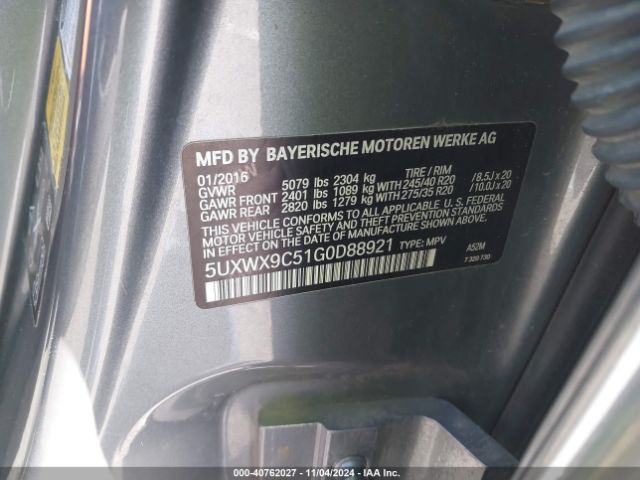 MFD BY BAYERISCHE MOTOREN WERKE AG
01/2016 TIRE / RIM
GVWR 5079 lbs 2304 kg
GAWR FRONT 2401 lbs 1089 kg WITH 245/40 R20 / 8.5J x 20
GAWR REAR 2820 lbs 1279 kg WITH 275/35 R20 / 10.0J x 20
THIS VEHICLE CONFORMS TO ALL APPLICABLE FEDERAL
MOTOR VEHICLE SAFETY, AND THEFT PREVENTION STANDARDS
IN EFFECT ON THE DATE OF MANUFACTURE SHOWN ABOVE.
5UXWX9C51G0D88921 TYPE: MPV A52M
7 320 730
000-40762027 - 11/04/2024 - IAA Inc.